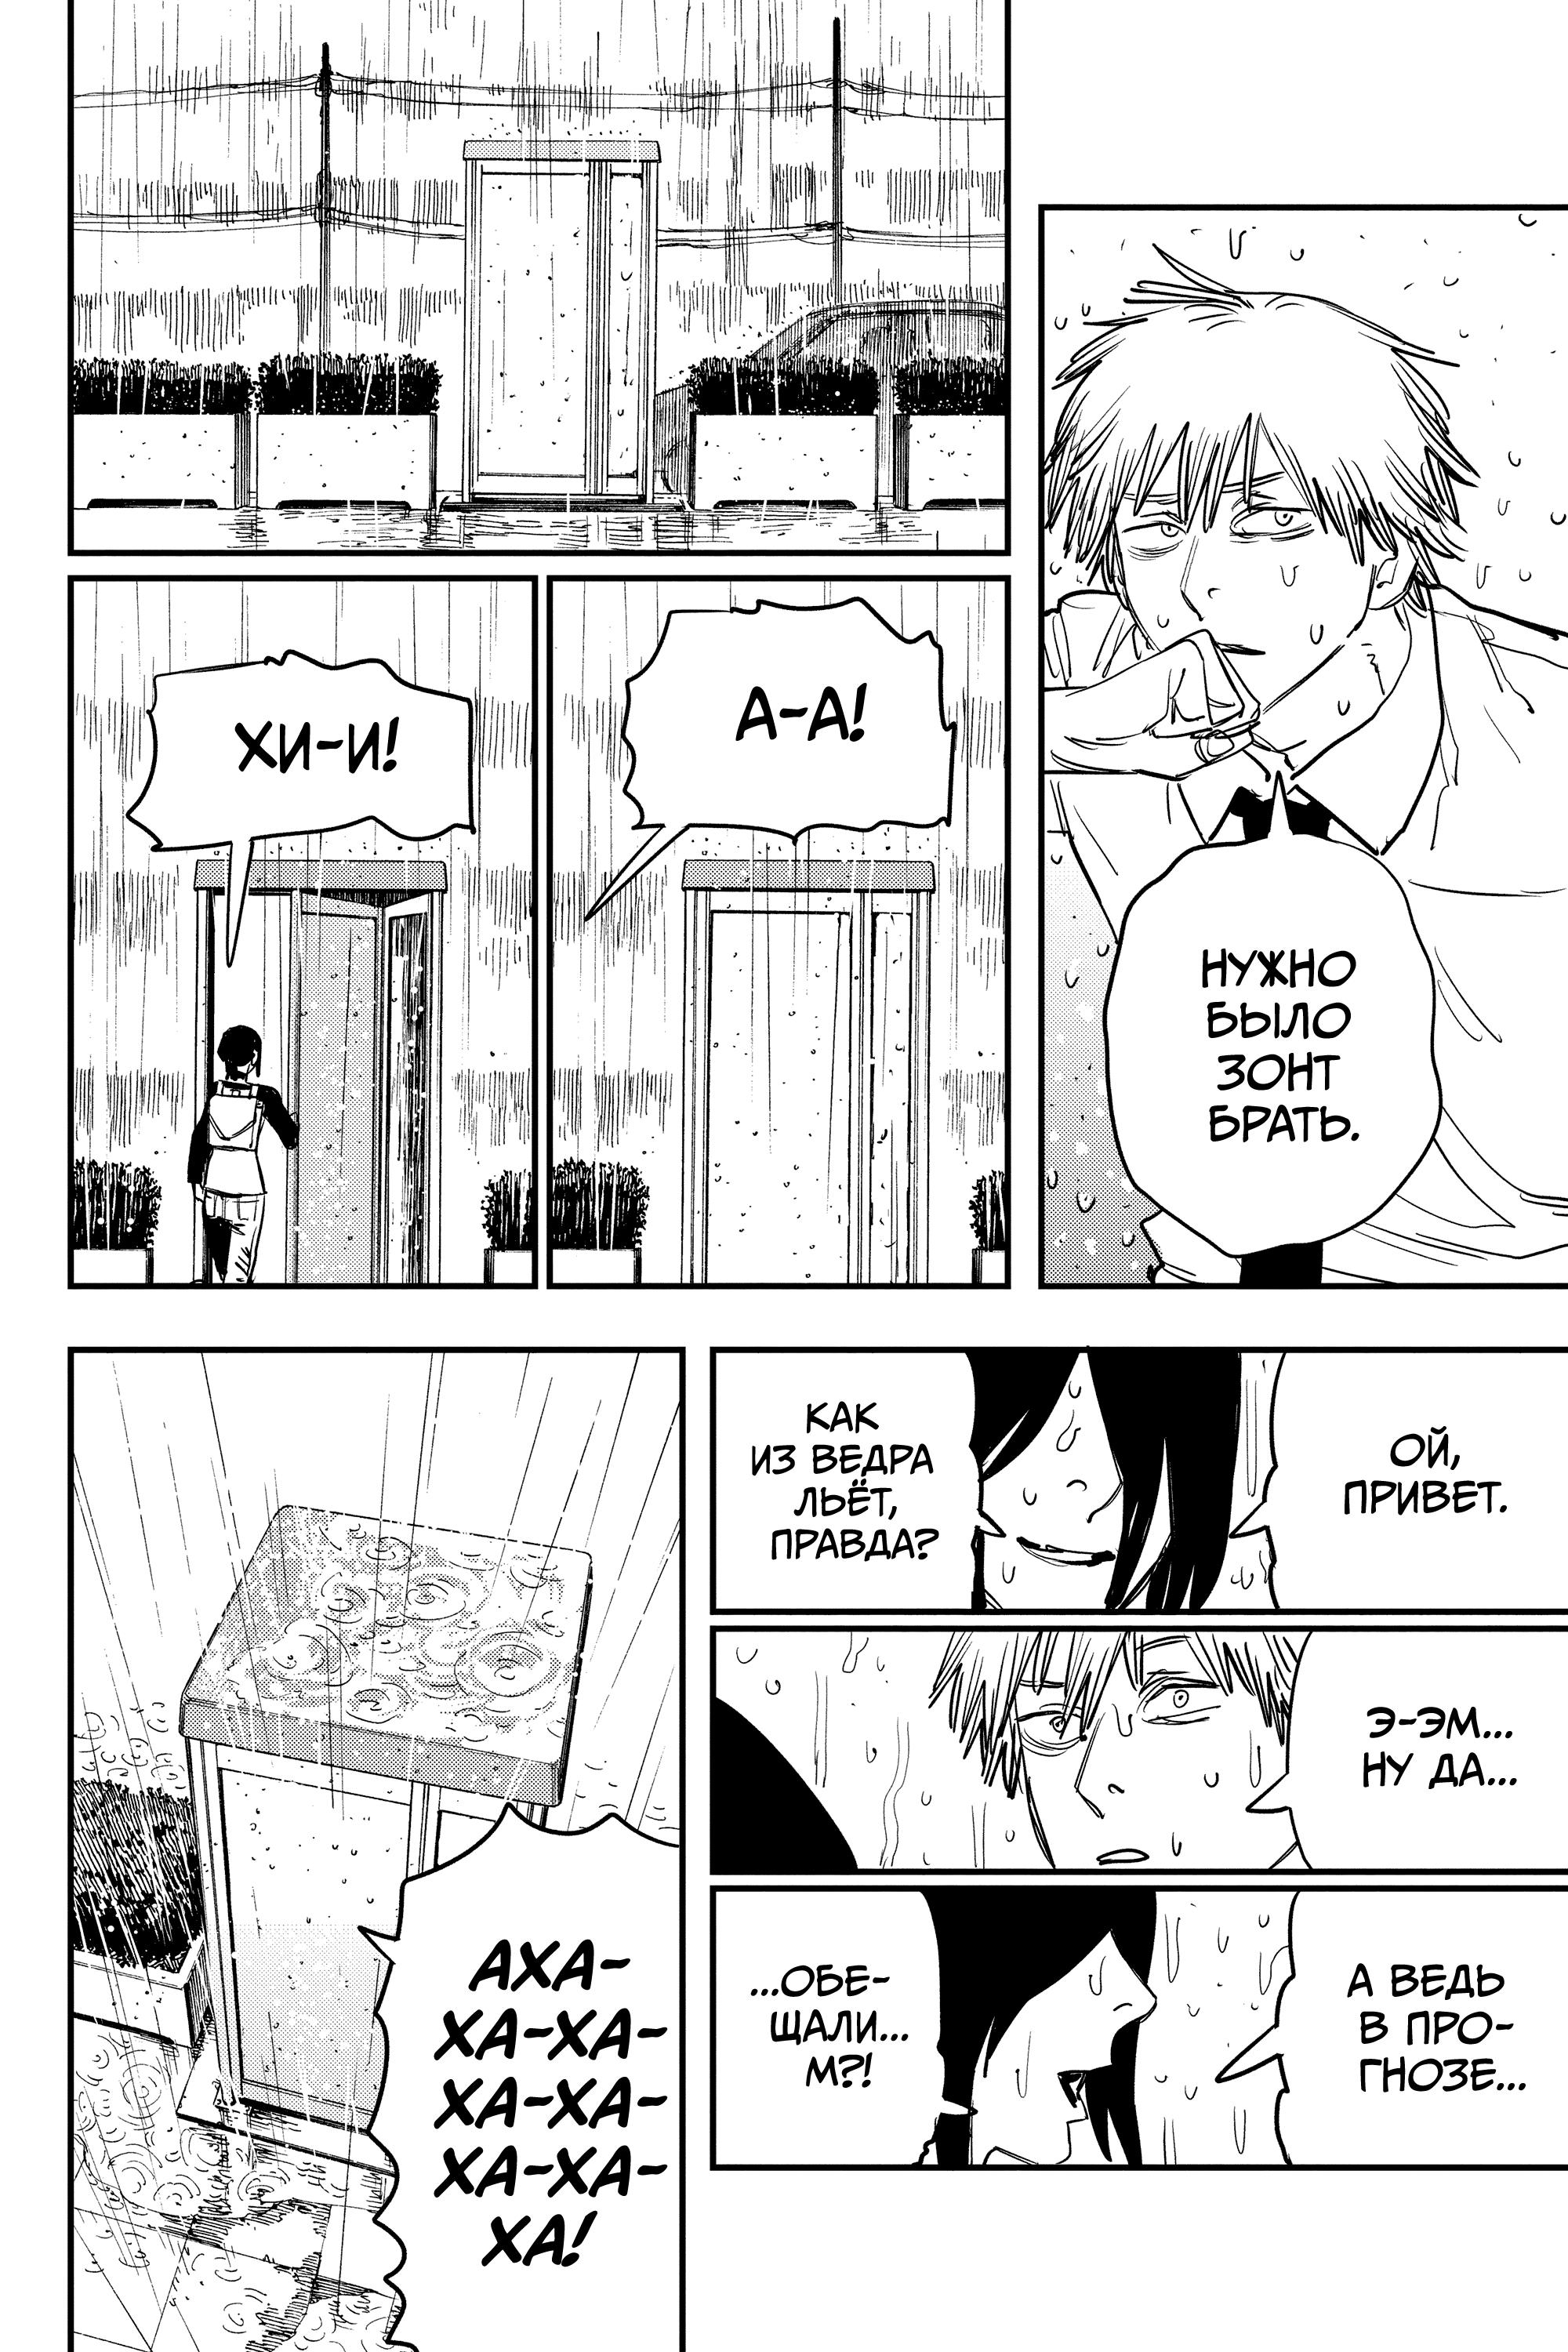 НУЖНО
БЫЛО
ЗОНТ
БРАТЬ.
А-А!
ХИ-И!
ОЙ,
ПРИВЕТ.
КАК
ИЗ ВЕДРА
ЛЬЁТ,
ПРАВДА?
Э-ЭМ...
НУ ДА...
А ВЕДЬ
В ПРО-
ГНОЗЕ...
...ОБЕ-
ЩАЛИ...
М?!
АХА-
ХА-ХА-
ХА-ХА-
ХА-ХА-
ХА!